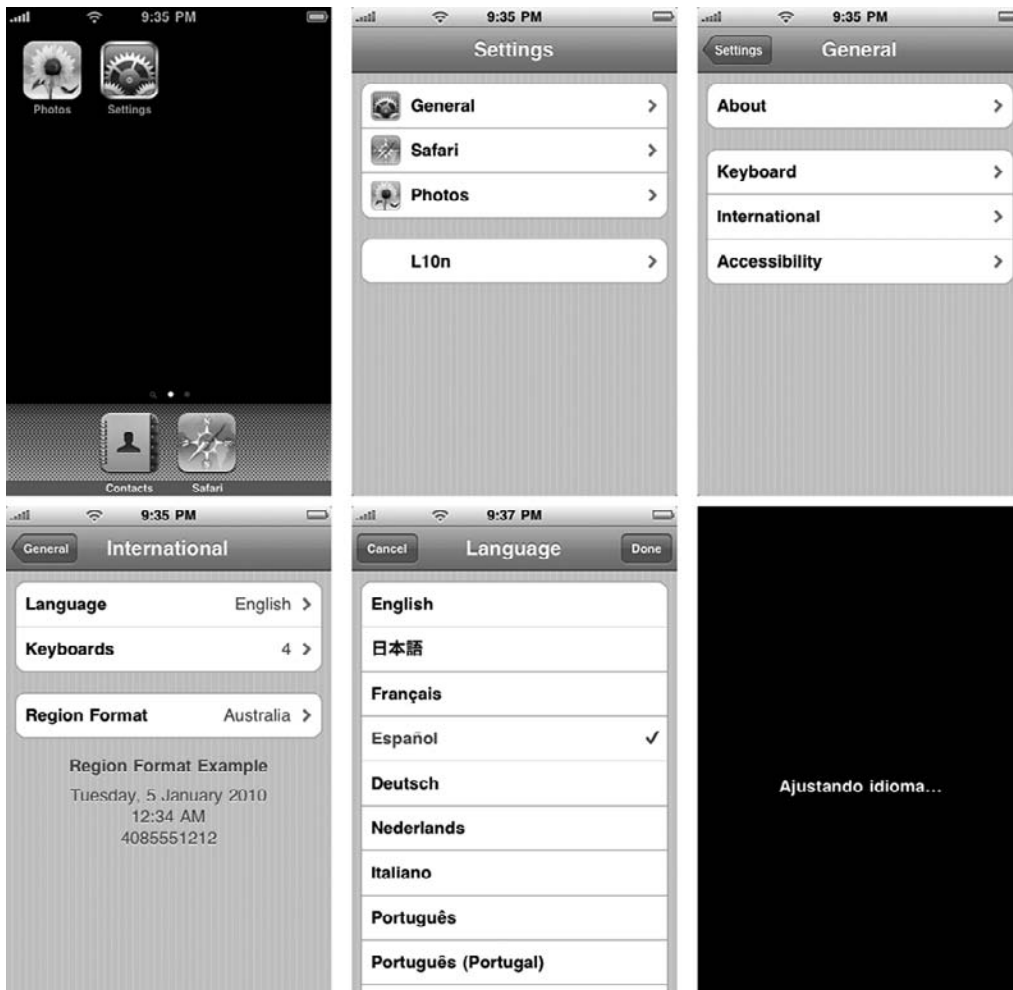 9:35 PM
Photos
Settings
Contacts
Safari
9:35 PM
Settings
General
Safari
Photos
L10n
9:35 PM
Settings
General
About
Keyboard
International
Accessibility
9:35 PM
General
International
Language English
Keyboards 4
Region Format Australia
Region Format Example
Tuesday, 5 January 2010
12:34 AM
4085551212
9:37 PM
Cancel
Language
Done
English
日本語
Français
Español
Deutsch
Nederlands
Italiano
Português
Português (Portugal)
Ajustando idioma...